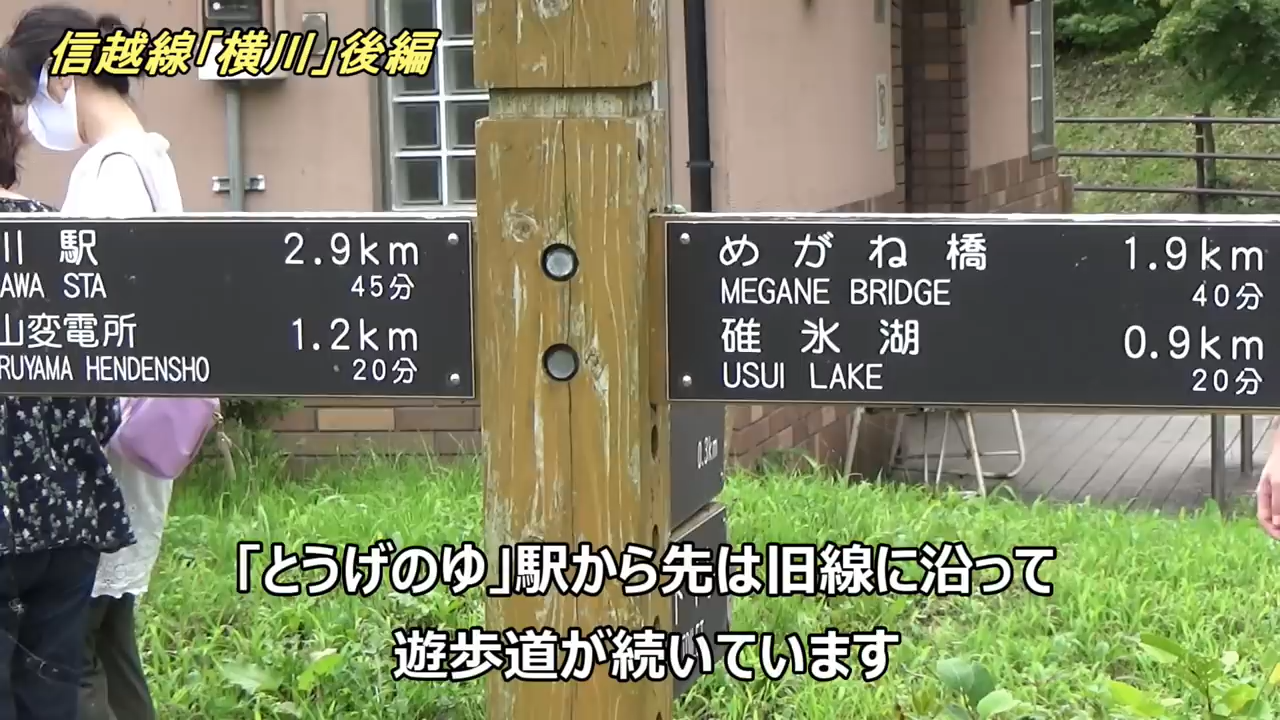 信越線「横川」後編
川 駅 2.9km
AWA STA 45分
山変電所 1.2km
RUYAMA HENDENSHO 20分
めがね橋 1.9km
MEGANE BRIDGE 40分
碓氷湖 0.9km
USUI LAKE 20分
0.3km
「とうげのゆ」駅から先は旧線に沿って
遊歩道が続いています